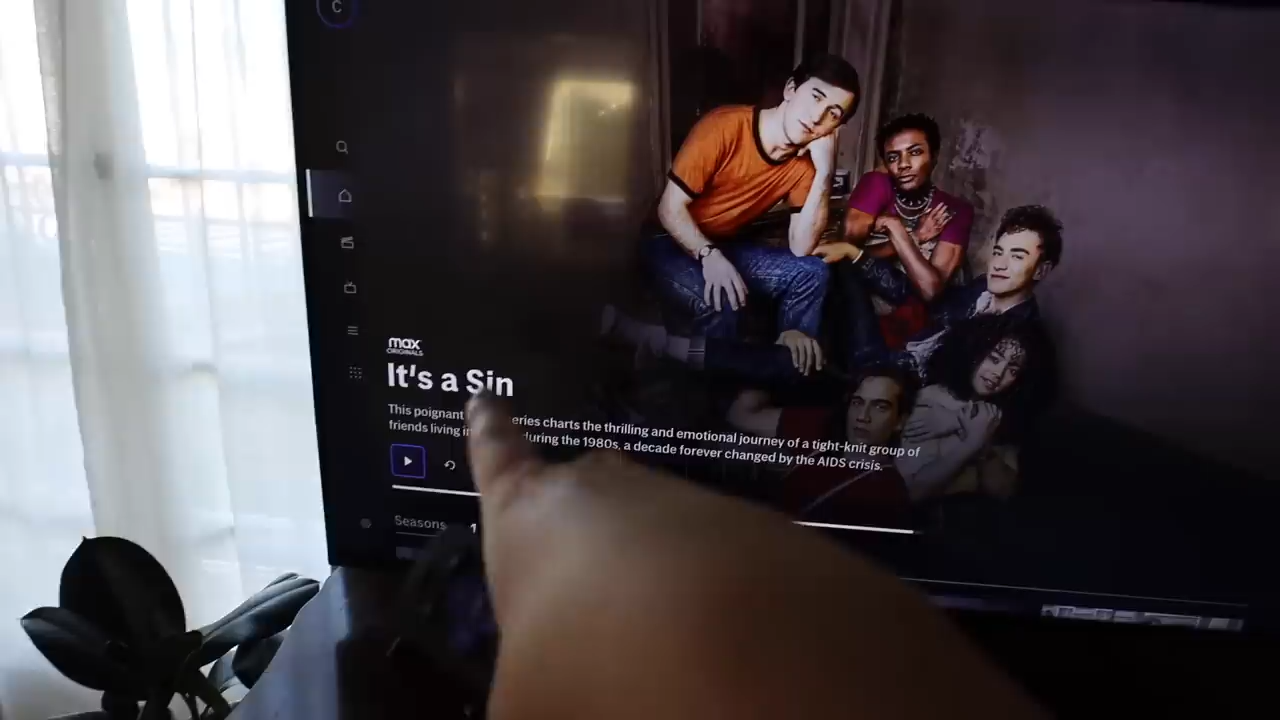 C
max
ORIGINALS
It's a Sin
This poignant eries charts the thrilling and emotional journey of a tight-knit group of
friends living in during the 1980s, a decade forever changed by the AIDS crisis.
Seasons 1